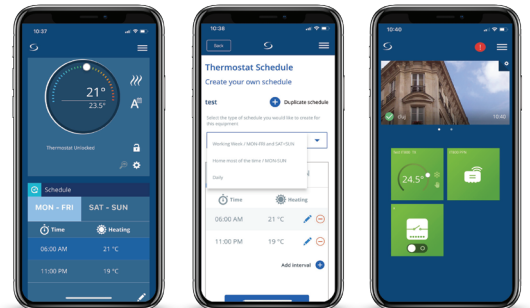 10:37
21°
23.5°
A
Thermostat Unlocked
Schedule
MON - FRI SAT - SUN
Time Heating
06:00 AM 21 °C
11:00 PM 19 °C
10:38
Back
Thermostat Schedule
Create your own schedule
test
Duplicate schedule
Select the type of schedule you would like to create for
this equipment
Working Week / MON-FRI and SAT-SUN
Home most of the time / MON-SUN
Daily
Time Heating
06:00 AM 21 °C
11:00 PM 19 °C
Add interval
10:40
cluj 10:40
24.5°